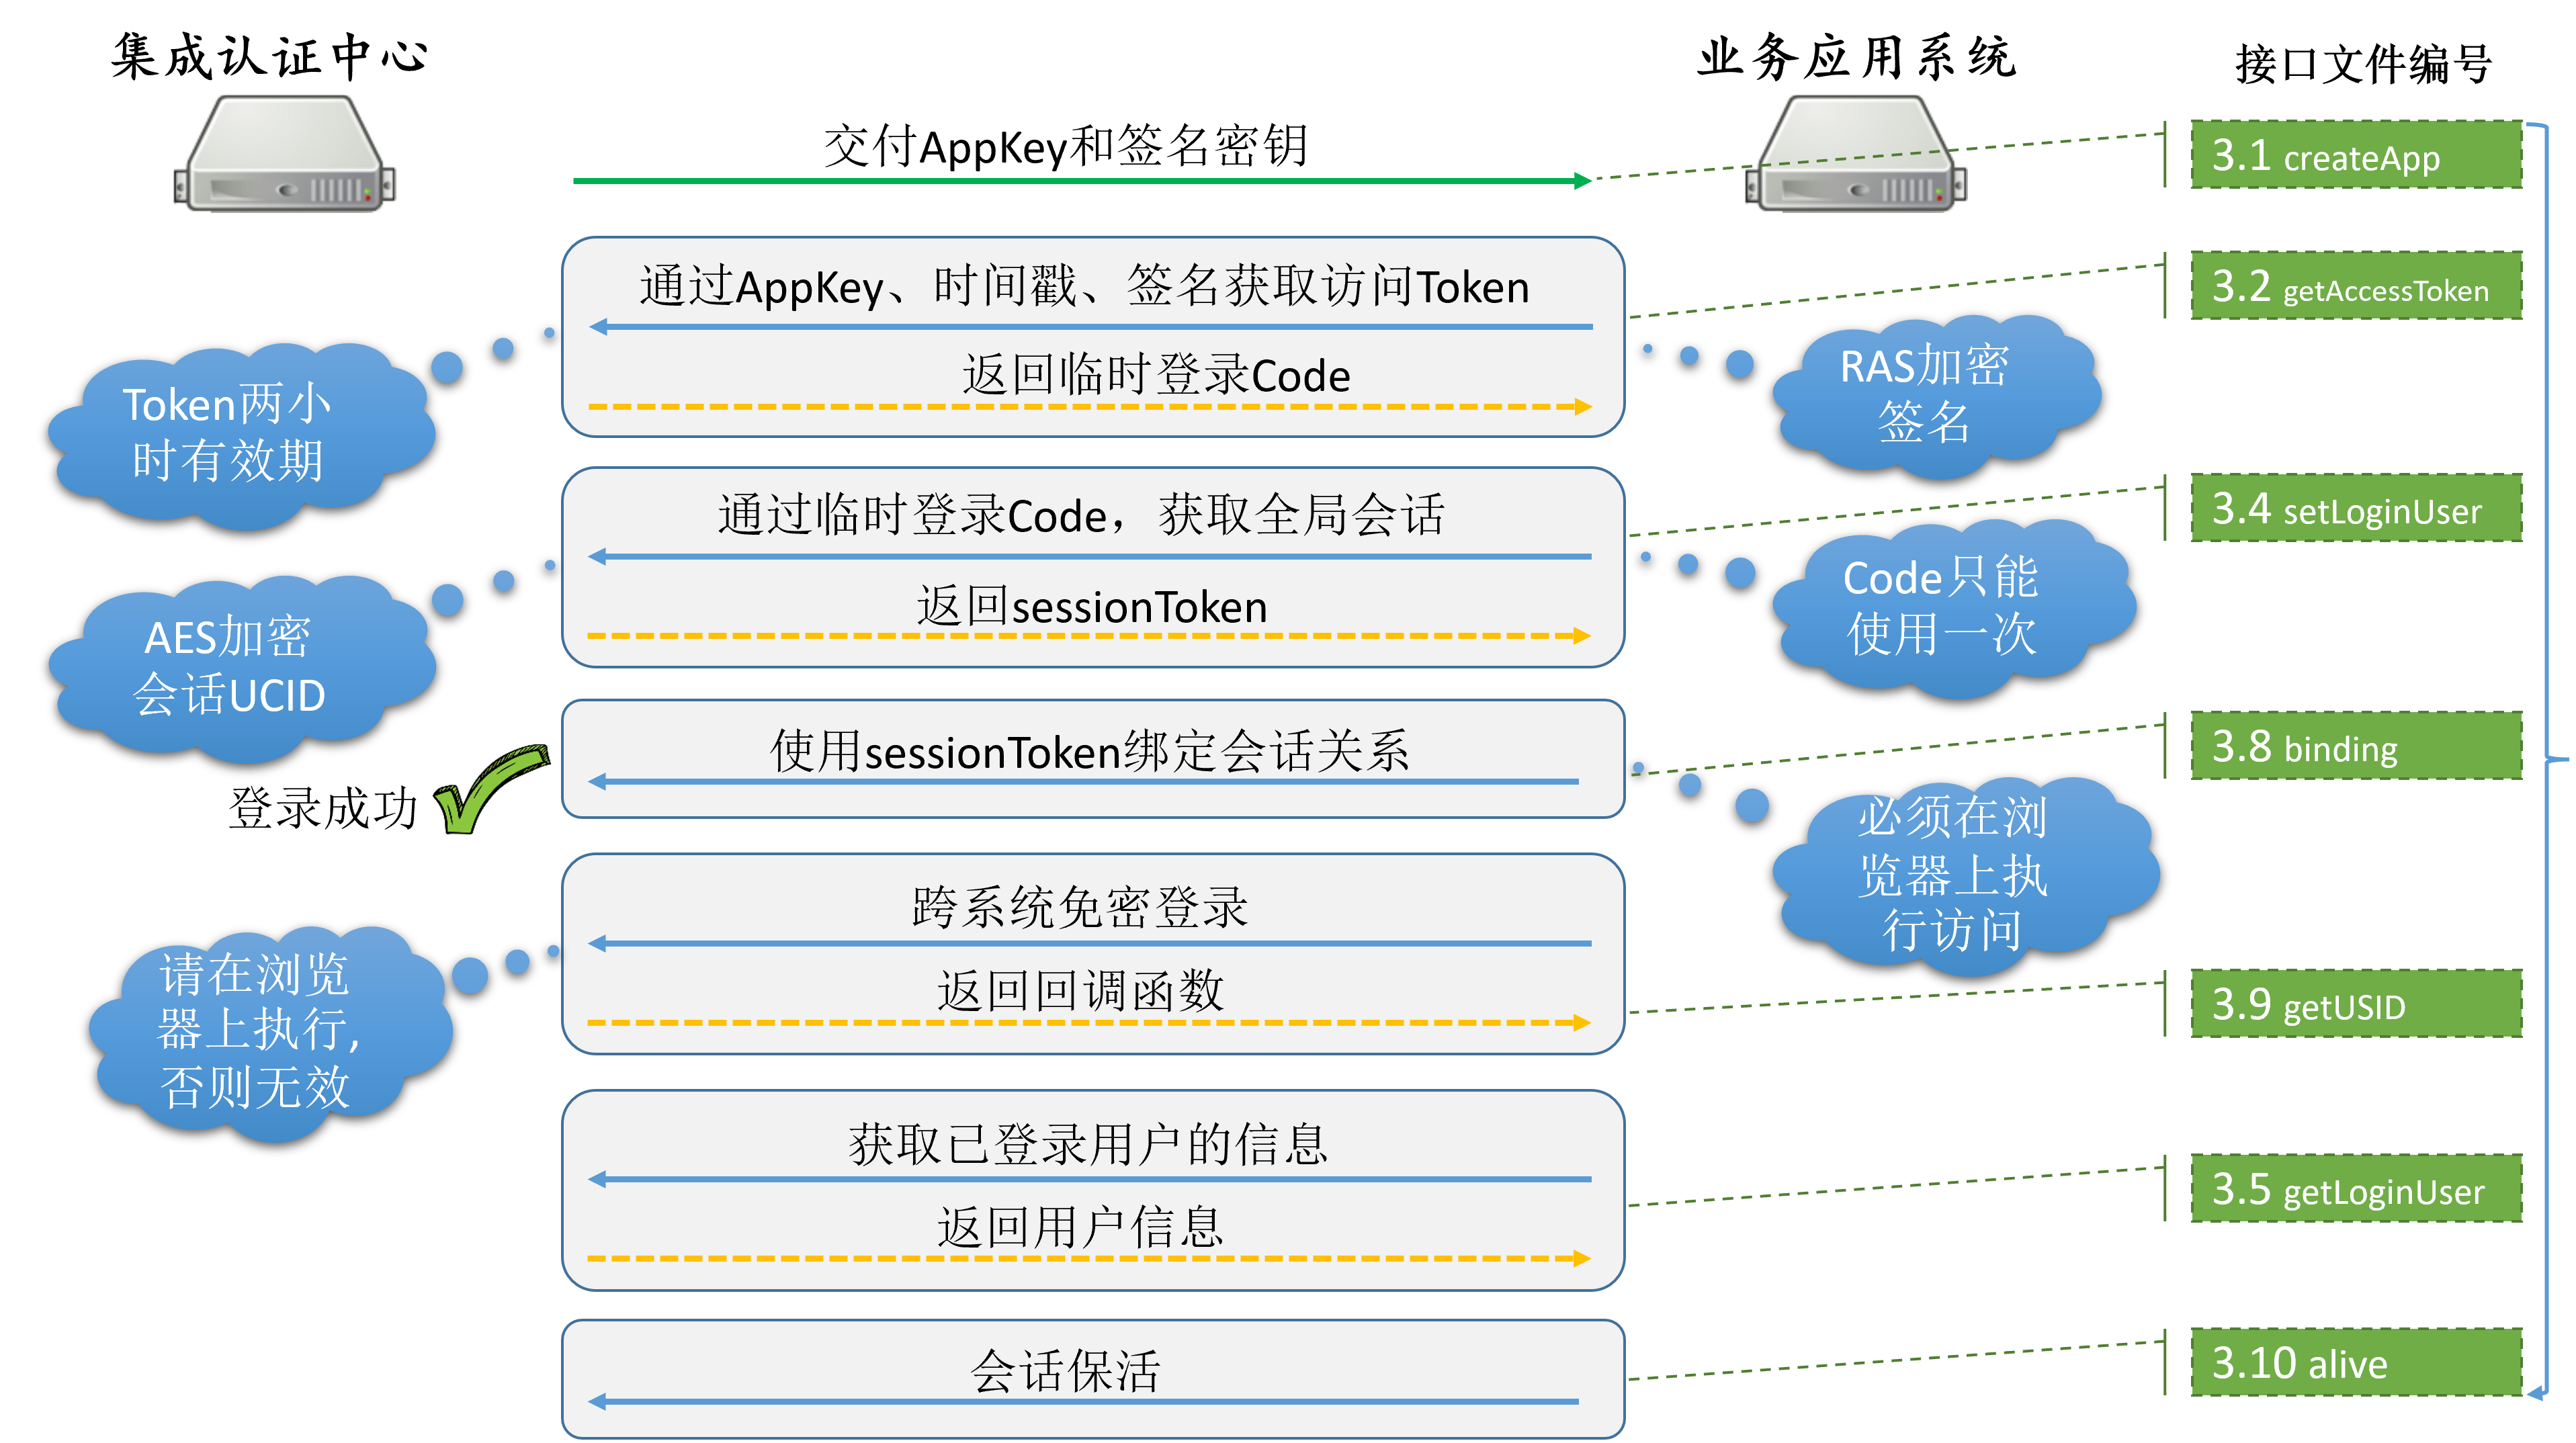 集成认证中心
业务应用系统
接口文件编号
交付AppKey和签名密钥
3.1 createApp
通过AppKey、时间戳、签名获取访问Token
3.2 getAccessToken
返回临时登录Code
Token两小
时有效期
RAS加密
签名
通过临时登录Code，获取全局会话
3.4 setLoginUser
返回sessionToken
AES加密
会话UCID
Code只能
使用一次
使用sessionToken绑定会话关系
3.8 binding
登录成功
必须在浏
览器上执
行访问
跨系统免密登录
返回回调函数
3.9 getUSID
请在浏览
器上执行,
否则无效
获取已登录用户的信息
返回用户信息
3.5 getLoginUser
会话保活
3.10 alive